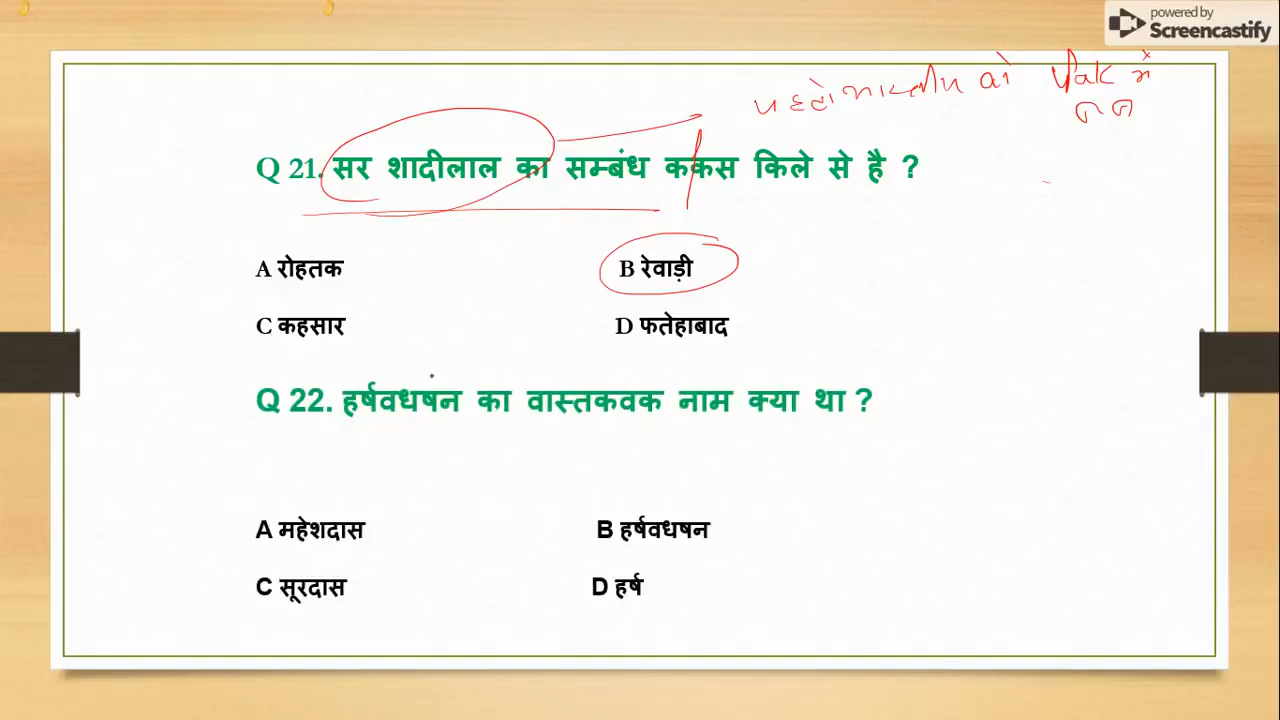 powered by
Screencastify
Q 21. सर शादीलाल का सम्बंध ककस किले से है ?
A रोहतक B रेवाड़ी
C कहसार D फतेहाबाद
Q 22. हर्षवधषन का वास्तकवक नाम क्या था ?
A महेशदास B हर्षवधषन
C सूरदास D हर्ष